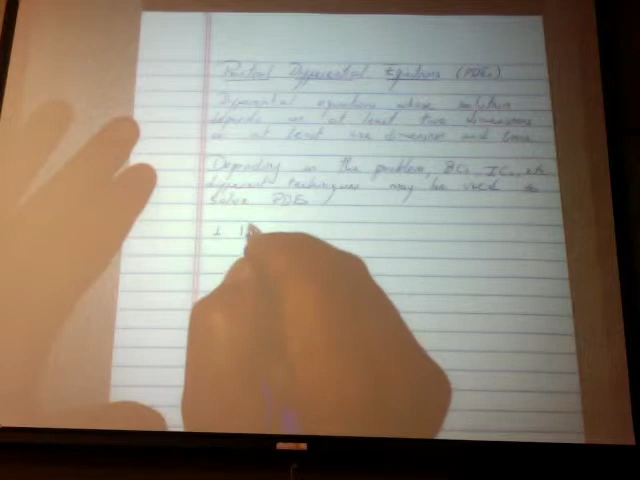 Partial Differential Equations (PDEs)
Differential equations whose solution
depends on at least two dimensions
or at least one dimension and time
Depending on the problem, BCs, ICs, etc
different techniques may be used to
solve PDEs
1